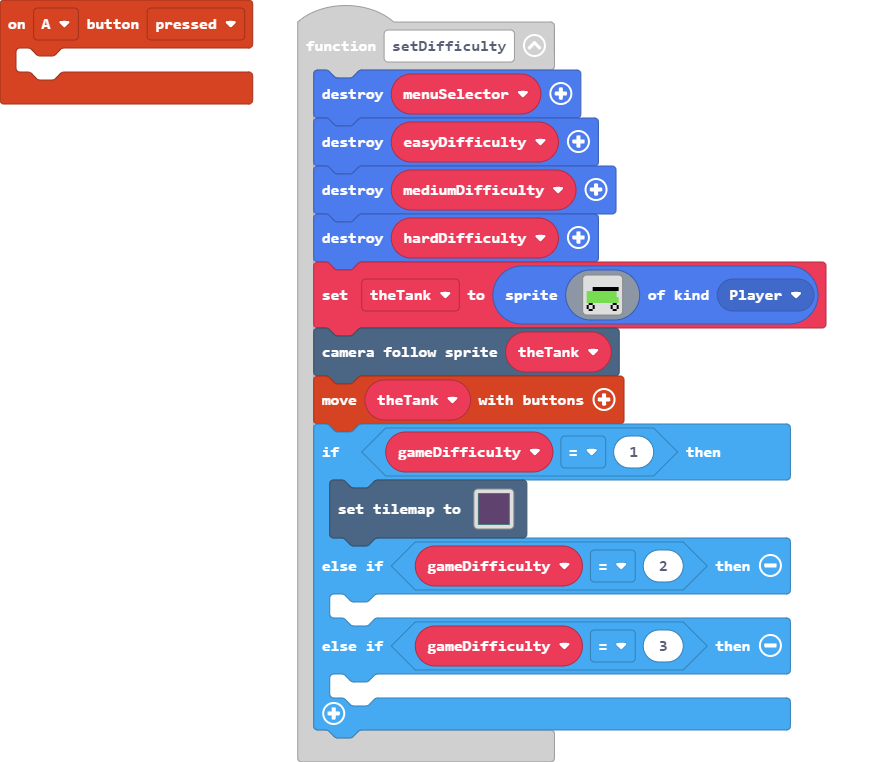 on A button pressed
function setDifficulty
destroy menuSelector
destroy easyDifficulty
destroy mediumDifficulty
destroy hardDifficulty
set theTank to sprite of kind Player
camera follow sprite theTank
move theTank with buttons
if gameDifficulty = 1 then
set tilemap to
else if gameDifficulty = 2 then
else if gameDifficulty = 3 then